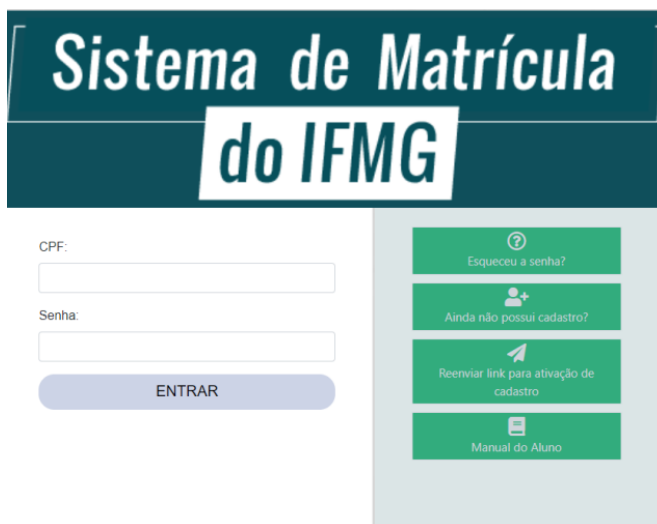 Sistema de Matrícula
do IFMG
CPF:
Senha:
ENTRAR
Esqueceu a senha?
Ainda não possui cadastro?
Reenviar link para ativação de
cadastro
Manual do Aluno